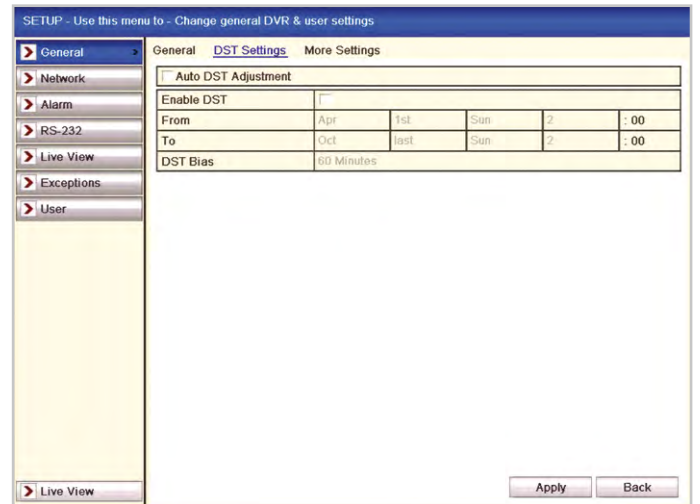 SETUP - Use this menu to - Change general DVR & user settings
General
Network
Alarm
RS-232
Live View
Exceptions
User
Live View
General DST Settings More Settings
Auto DST Adjustment
Enable DST
From Apr 1st Sun 2 : 00
To Oct last Sun 2 : 00
DST Bias 60 Minutes
Apply Back